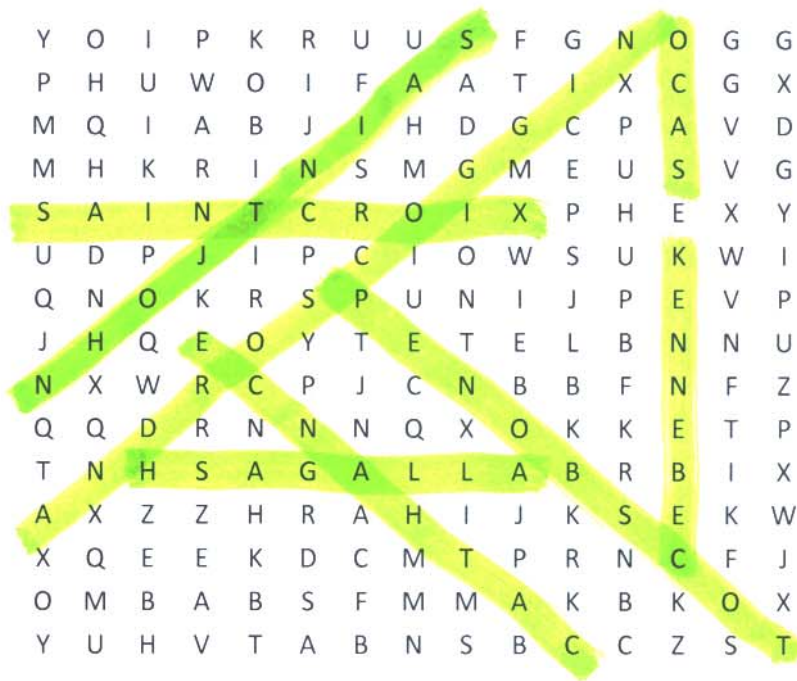 Y O I P K R U U S F G N O G G
P H U W O I F A A T I X C G X
M Q I A B J I H D G C P A V D
M H K R I N S M G M E U S V G
S A I N T C R O I X P H E X Y
U D P J I P C I O W S U K W I
Q N O K R S P U N I J P E V P
J H Q E O Y T E T E L B N N U
N X W R C P J C N B B F N F Z
Q Q D R N N N Q X O K K E T P
T N H S A G A L L A B R B I X
A X Z Z H R A H I J K S E K W
X Q E E K D C M T P R N C F J
O M B A B S F M M A K B K O X
Y U H V T A B N S B C C Z S T